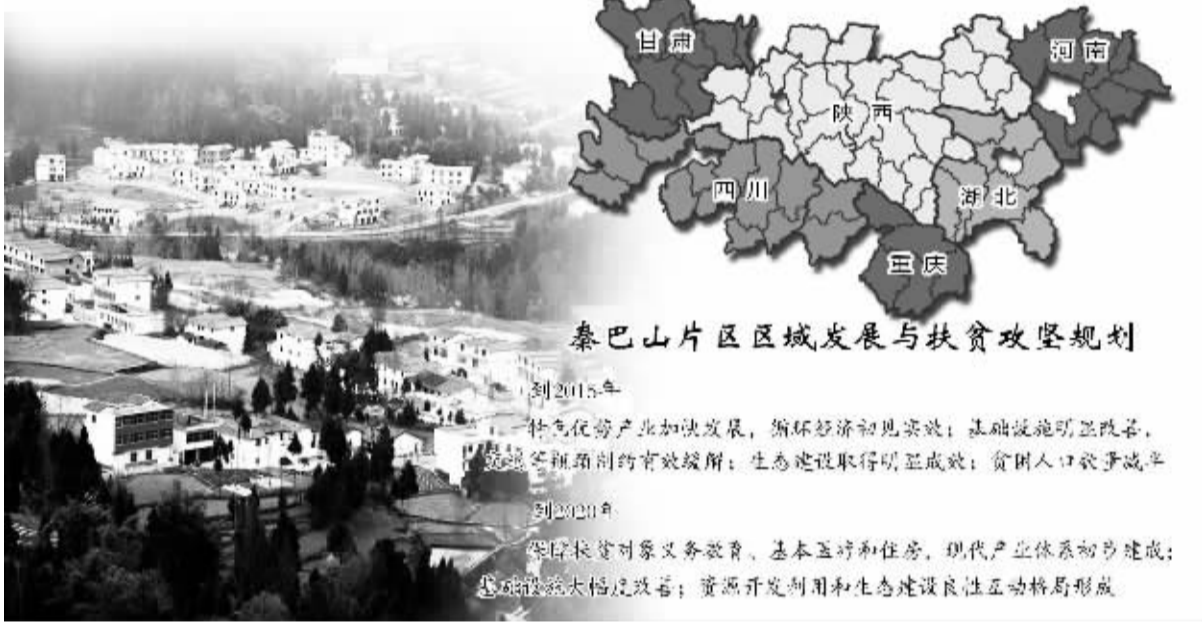 甘肃
河南
陕西
四川
湖北
重庆
秦巴山片区区域发展与扶贫攻坚规划
到2015年
特色优势产业加快发展，循环经济初见实效；基础设施明显改善，
等瓶颈制约有效缓解；生态建设取得明显成效；贫困人口数量减半
到2020年
保障扶贫对象义务教育、基本医疗和住房，现代产业体系初步建成；
基础设施大幅度改善；资源开发利用和生态建设良性互动格局形成